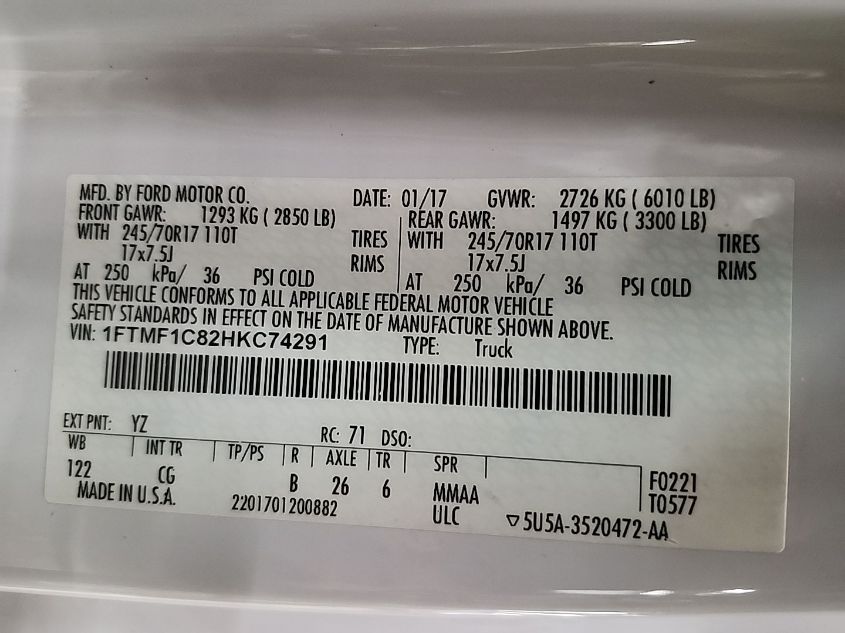 MFD. BY FORD MOTOR CO. DATE: 01/17 GVWR: 2726 KG ( 6010 LB)
FRONT GAWR: 1293 KG ( 2850 LB) REAR GAWR: 1497 KG ( 3300 LB)
WITH 245/70R17 110T TIRES WITH 245/70R17 110T TIRES
17x7.5J RIMS 17x7.5J RIMS
AT 250 kPa/ 36 PSI COLD AT 250 kPa/ 36 PSI COLD
THIS VEHICLE CONFORMS TO ALL APPLICABLE FEDERAL MOTOR VEHICLE
SAFETY STANDARDS IN EFFECT ON THE DATE OF MANUFACTURE SHOWN ABOVE.
VIN: 1FTMF1C82HKC74291 TYPE: Truck
EXT PNT: YZ RC: 71 DSO:
WB INT TR TP/PS R AXLE TR SPR
122 CG B 26 6 MMAA F0221
MADE IN U.S.A. 2201701200882 ULC T0577
▽5U5A-3520472-AA